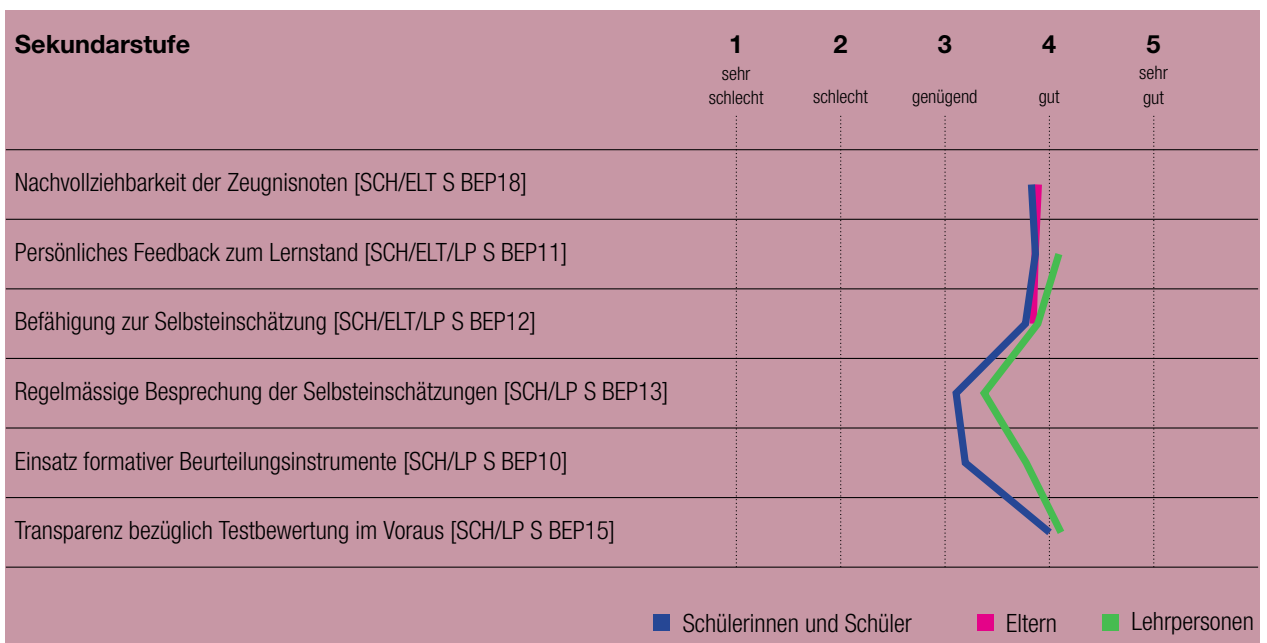 Sekundarstufe 1 2 3 4 5
sehr schlecht schlecht genügend gut sehr gut
Nachvollziehbarkeit der Zeugnisnoten [SCH/ELT S BEP18]
Persönliches Feedback zum Lernstand [SCH/ELT/LP S BEP11]
Befähigung zur Selbsteinschätzung [SCH/ELT/LP S BEP12]
Regelmässige Besprechung der Selbsteinschätzungen [SCH/LP S BEP13]
Einsatz formativer Beurteilungsinstrumente [SCH/LP S BEP10]
Transparenz bezüglich Testbewertung im Voraus [SCH/LP S BEP15]
Schülerinnen und Schüler Eltern Lehrpersonen